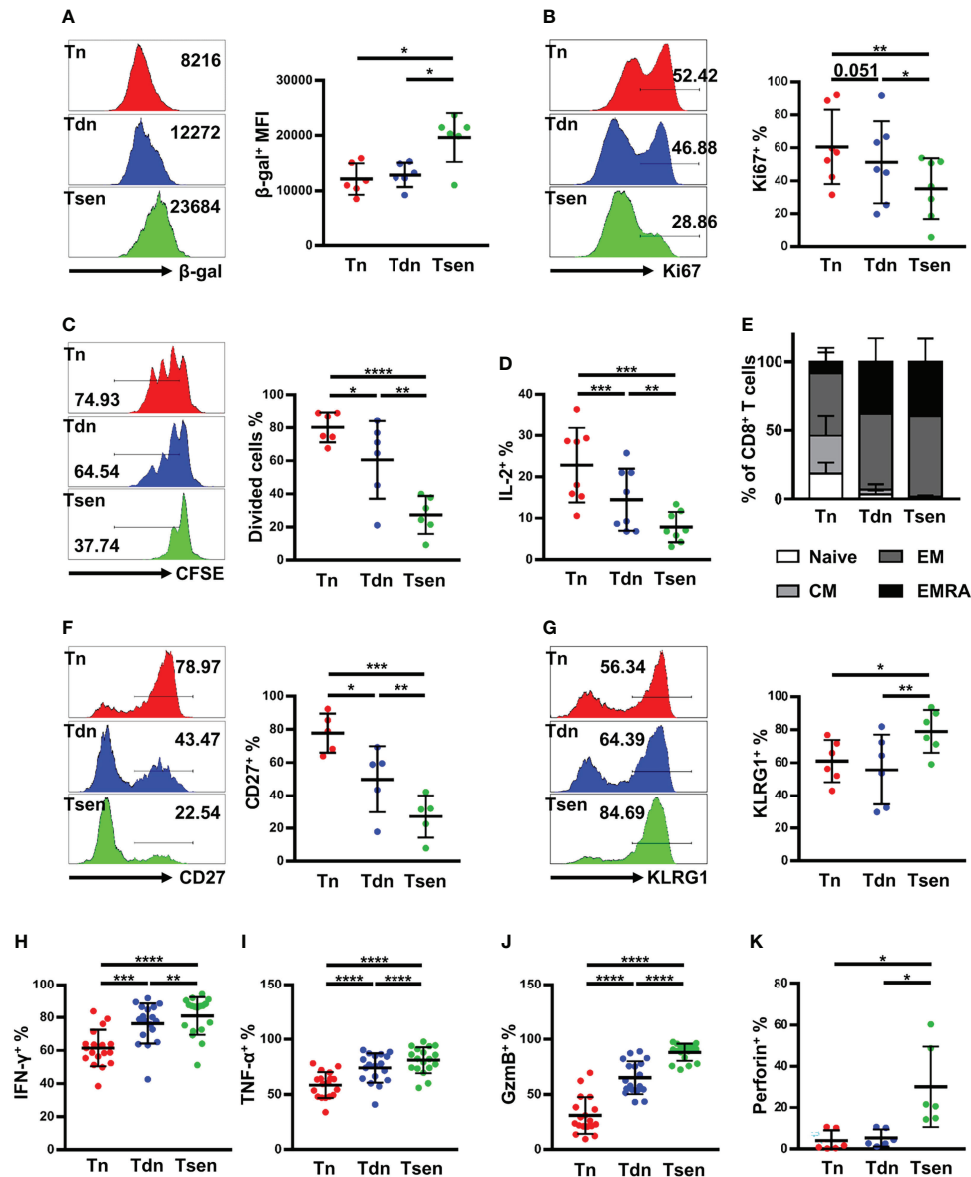 A
Tn
8216
Tdn
12272
Tsen
23684
β-gal
β-gal⁺ MFI
30000
20000
10000
0
*
*
Tn Tdn Tsen
B
Tn
52.42
Tdn
46.88
Tsen
28.86
Ki67
Ki67⁺ %
100
80
60
40
20
0
**
0.051
*
Tn Tdn Tsen
C
Tn
74.93
Tdn
64.54
Tsen
37.74
CFSE
Divided cells %
100
80
60
40
20
0
****
* **
Tn Tdn Tsen
D
IL-2⁺ %
40
30
20
10
0
***
*** **
Tn Tdn Tsen
E
% of CD8⁺ T cells
100
50
0
Tn Tdn Tsen
Naive EM
CM EMRA
F
Tn
78.97
Tdn
43.47
Tsen
22.54
CD27
CD27⁺ %
100
80
60
40
20
0
***
* **
Tn Tdn Tsen
G
Tn
56.34
Tdn
64.39
Tsen
84.69
KLRG1
KLRG1⁺ %
100
80
60
40
20
0
*
**
Tn Tdn Tsen
H
IFN-γ⁺ %
100
80
60
40
20
0
****
*** **
Tn Tdn Tsen
I
TNF-α⁺ %
150
100
50
0
****
**** ****
Tn Tdn Tsen
J
GzmB⁺ %
150
100
50
0
****
**** ****
Tn Tdn Tsen
K
Perforin⁺ %
80
60
40
20
0
*
*
Tn Tdn Tsen